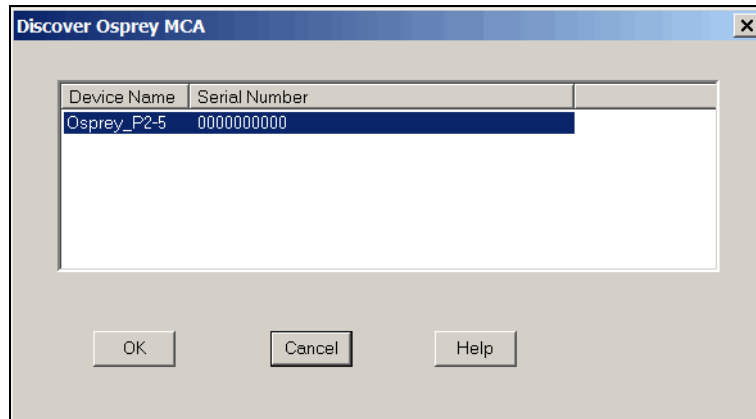 Discover Osprey MCA
Device Name Serial Number
Osprey_P2-5 0000000000
OK Cancel Help